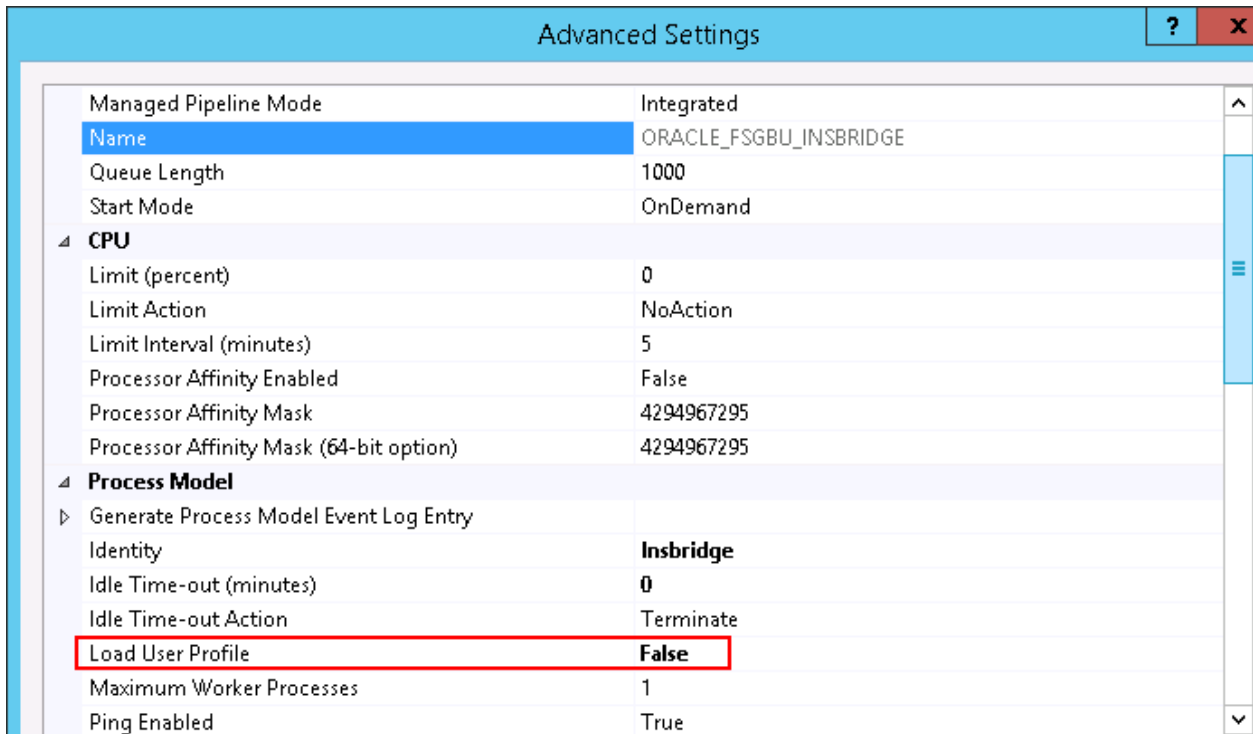 Advanced Settings
?
x
Managed Pipeline Mode Integrated
Name ORACLE_FSGBU_INSBRIDGE
Queue Length 1000
Start Mode OnDemand
CPU
Limit (percent) 0
Limit Action NoAction
Limit Interval (minutes) 5
Processor Affinity Enabled False
Processor Affinity Mask 4294967295
Processor Affinity Mask (64-bit option) 4294967295
Process Model
Generate Process Model Event Log Entry
Identity Insbridge
Idle Time-out (minutes) 0
Idle Time-out Action Terminate
Load User Profile False
Maximum Worker Processes 1
Ping Enabled True